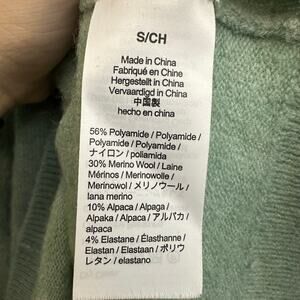 S/CH
Made in China
Fabriqué en Chine
Hergestellt in China
Vervaardigd in China
中国製
hecho en china
56% Polyamide / Polyamide /
Polyamide / Polyamide /
ナイロン / poliamida
30% Merino Wool / Laine
Mérinos / Merinowolle /
Merinowol / メリノウール /
lana merino
10% Alpaca / Alpaga /
Alpaka / Alpaca / アルパカ /
alpaca
4% Elastane / Élasthanne /
Elastan / Elastaan / ポリウ
レタン / elastano